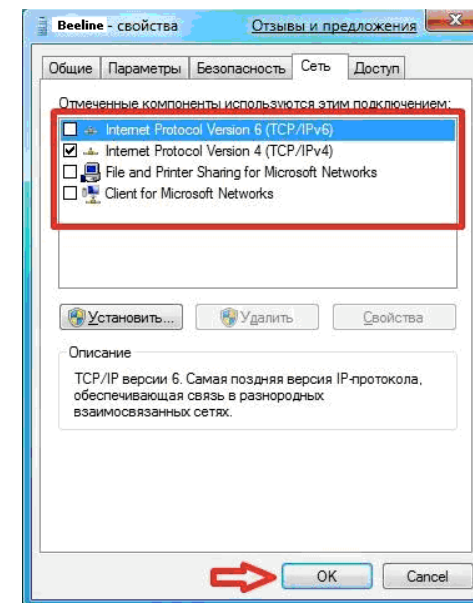 Beeline - свойства
Отзывы и предложения
Общие
Параметры
Безопасность
Сеть
Доступ
Отмеченные компоненты используются этим подключением:
Internet Protocol Version 6 (TCP/IPv6)
Internet Protocol Version 4 (TCP/IPv4)
File and Printer Sharing for Microsoft Networks
Client for Microsoft Networks
Установить...
Удалить
Свойства
Описание
TCP/IP версии 6. Самая поздняя версия IP-протокола,
обеспечивающая связь в разнородных
взаимосвязанных сетях.
OK
Cancel